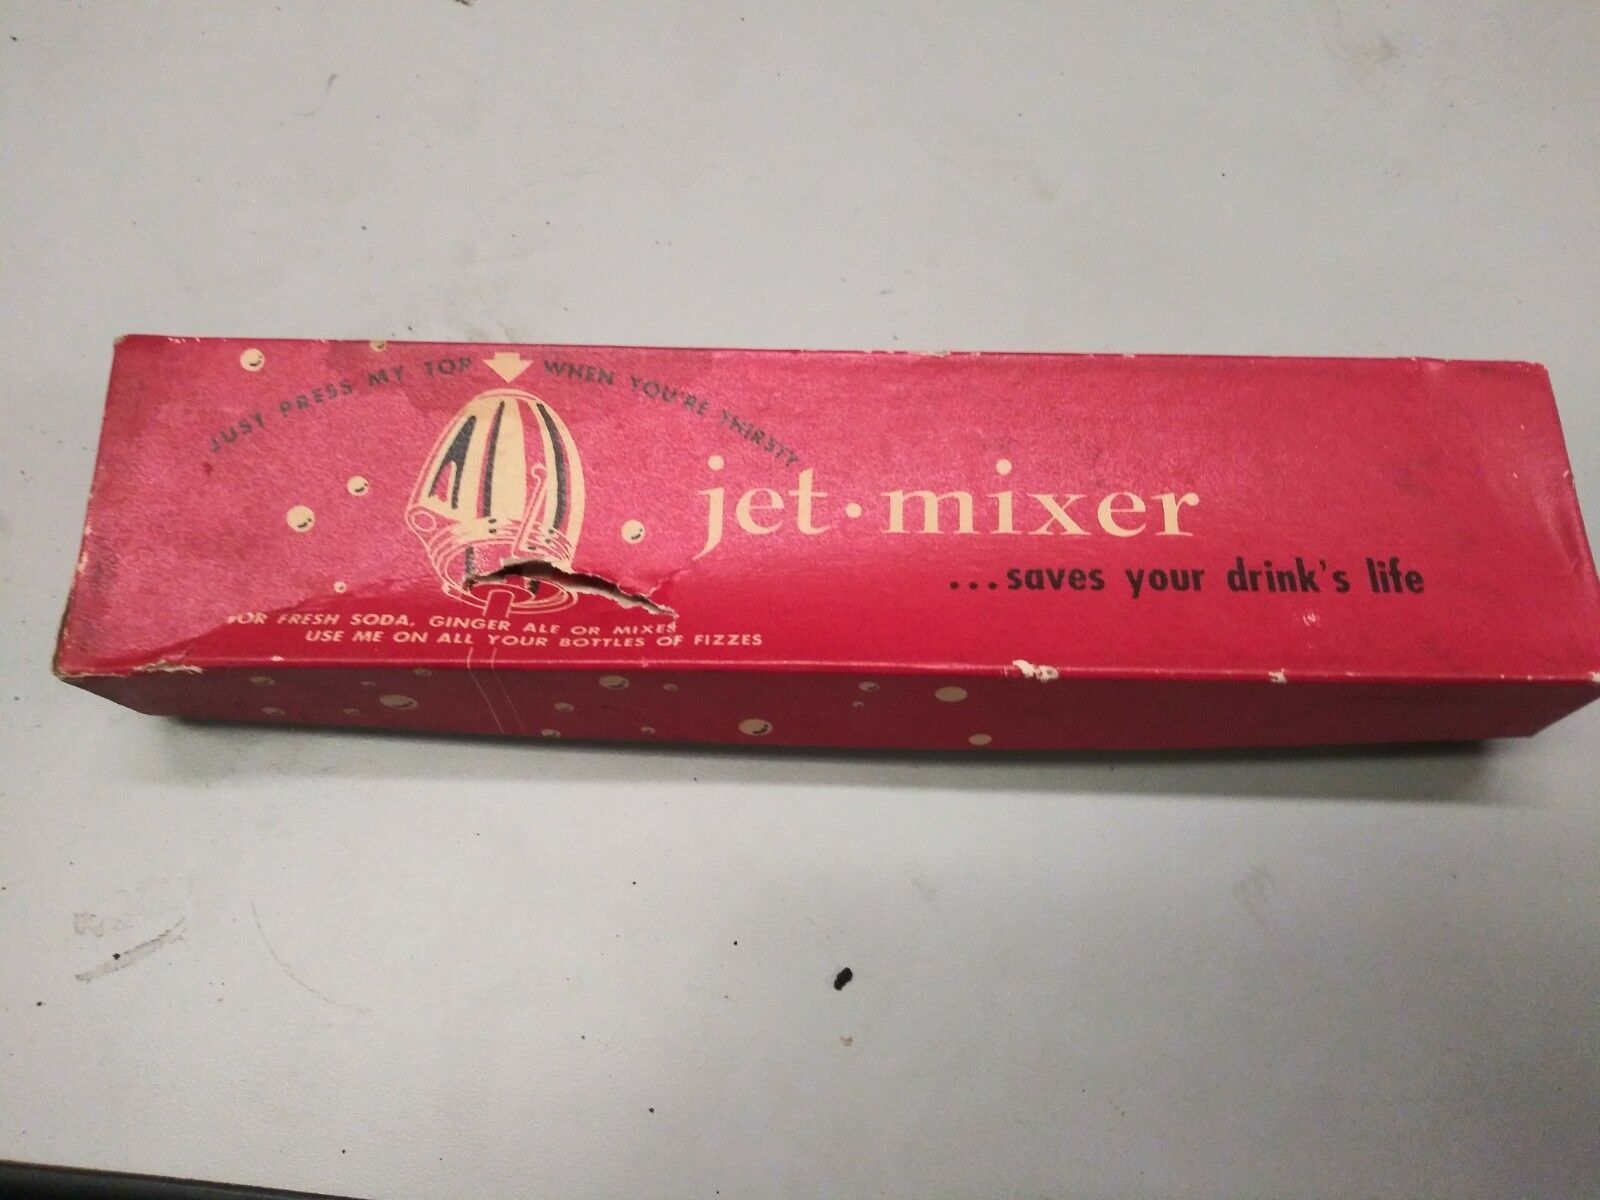 JUST PRESS MY TOP WHEN YOU'RE THIRSTY
jet·mixer
...saves your drink's life
FOR FRESH SODA, GINGER ALE OR MIXES
USE ME ON ALL YOUR BOTTLES OF FIZZES